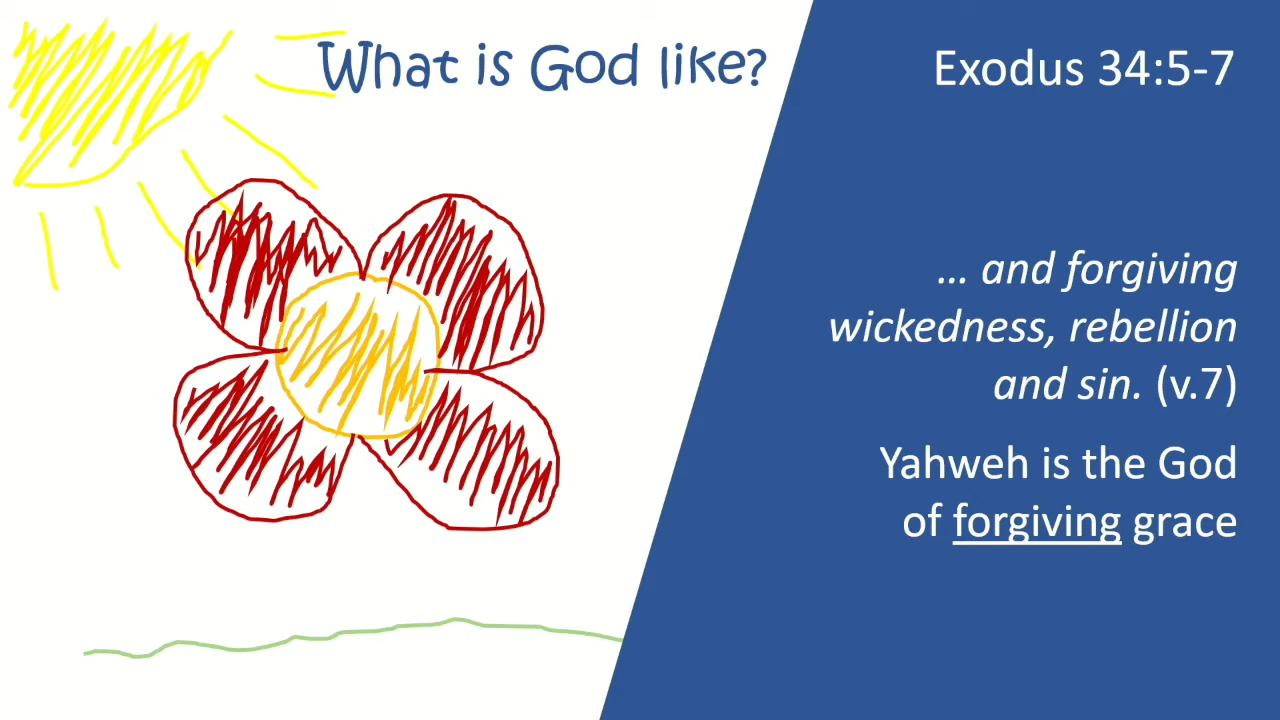 What is God like?
Exodus 34:5-7
... and forgiving
wickedness, rebellion
and sin. (v.7)
Yahweh is the God
of forgiving grace